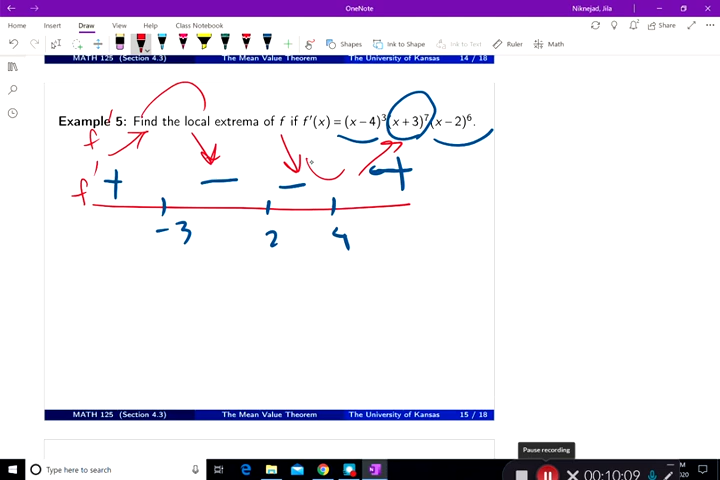 OneNote
Niknejad, Jila
Home Insert Draw View Help Class Notebook
Share
Shapes Ink to Shape Ink to Text Ruler Math
MATH 125 (Section 4.3) The Mean Value Theorem The University of Kansas 14 / 18
Example 5: Find the local extrema of f if f′(x) = (x − 4)³(x + 3)⁷(x − 2)⁶.
f
f′ + − − +
−3 2 4
MATH 125 (Section 4.3) The Mean Value Theorem The University of Kansas 15 / 18
Pause recording
Type here to search
00:10:09